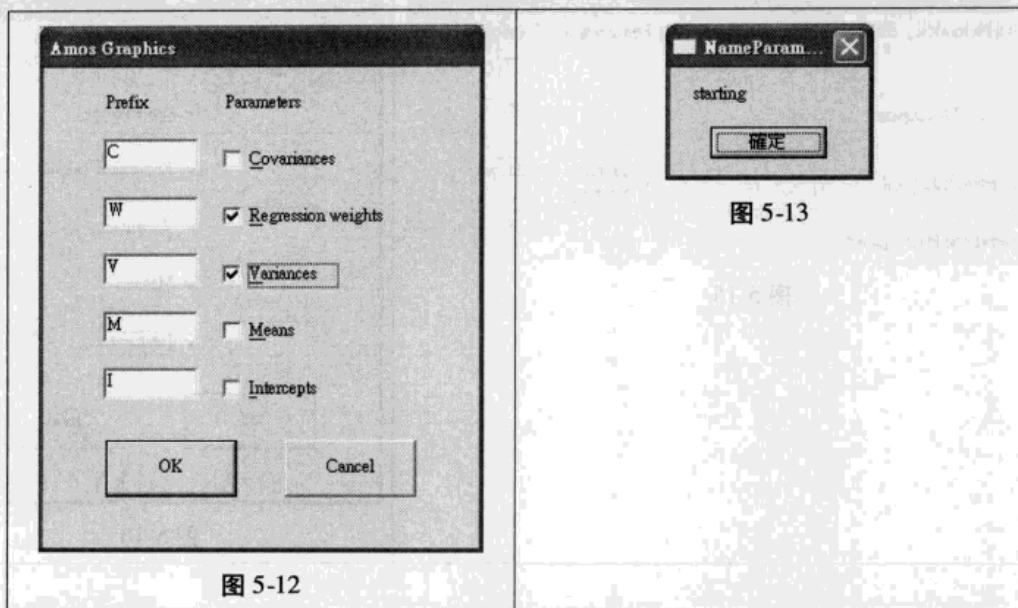 Amos Graphics
Prefix Parameters
C Covariances
W Regression weights
V Variances
M Means
I Intercepts
OK Cancel
图 5-12
NameParam...
starting
確定
图 5-13